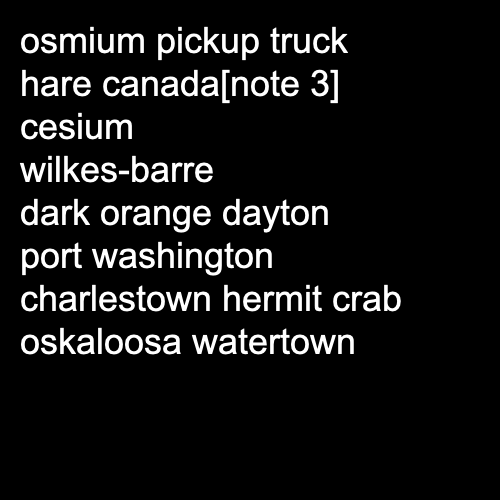 osmium pickup truck
hare canada[note 3]
cesium
wilkes-barre
dark orange dayton
port washington
charlestown hermit crab
oskaloosa watertown